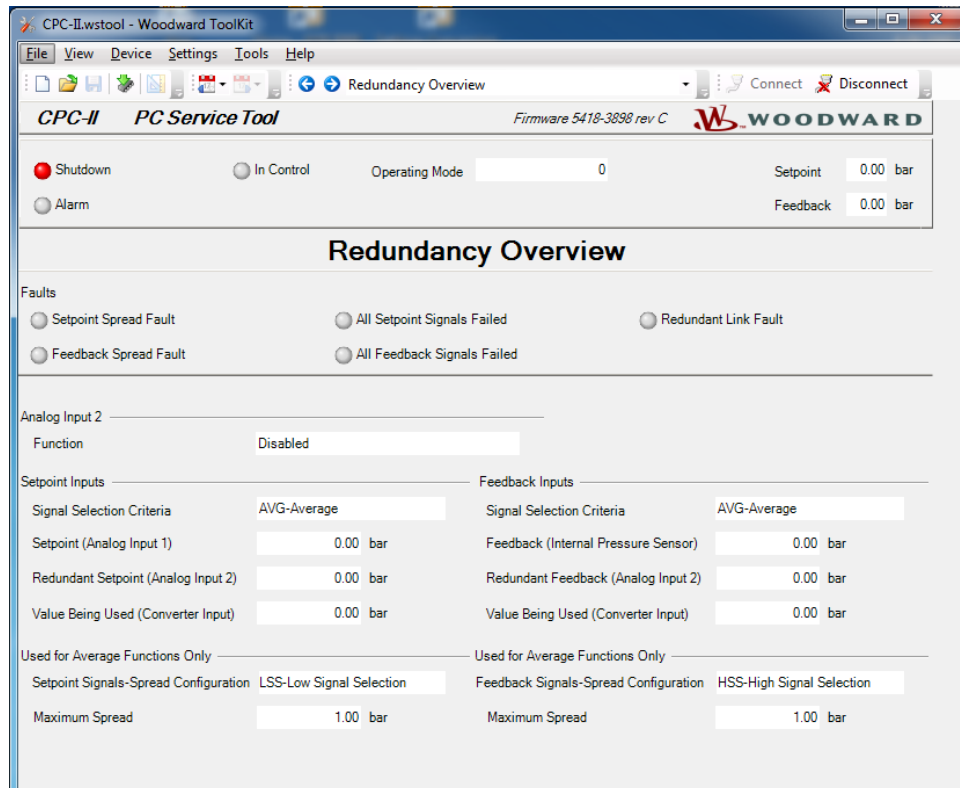 CPC-II.wstool - Woodward ToolKit
File View Device Settings Tools Help
Redundancy Overview Connect Disconnect
CPC-II PC Service Tool Firmware 5418-3898 rev C WOODWARD
Shutdown In Control Operating Mode 0 Setpoint 0.00 bar
Alarm Feedback 0.00 bar
Redundancy Overview
Faults
Setpoint Spread Fault All Setpoint Signals Failed Redundant Link Fault
Feedback Spread Fault All Feedback Signals Failed
Analog Input 2
Function Disabled
Setpoint Inputs Feedback Inputs
Signal Selection Criteria AVG-Average Signal Selection Criteria AVG-Average
Setpoint (Analog Input 1) 0.00 bar Feedback (Internal Pressure Sensor) 0.00 bar
Redundant Setpoint (Analog Input 2) 0.00 bar Redundant Feedback (Analog Input 2) 0.00 bar
Value Being Used (Converter Input) 0.00 bar Value Being Used (Converter Input) 0.00 bar
Used for Average Functions Only Used for Average Functions Only
Setpoint Signals-Spread Configuration LSS-Low Signal Selection Feedback Signals-Spread Configuration HSS-High Signal Selection
Maximum Spread 1.00 bar Maximum Spread 1.00 bar